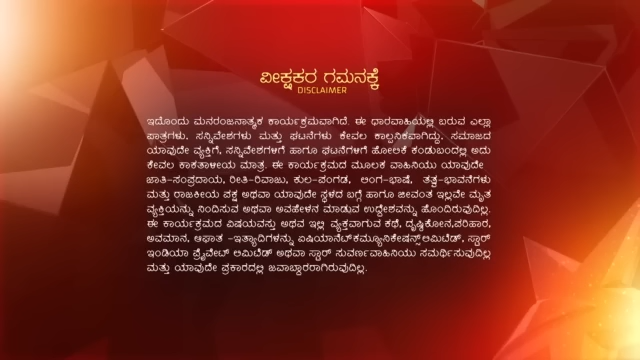 ವೀಕ್ಷಕರ ಗಮನಕ್ಕೆ
DISCLAIMER
ಇದೊಂದು ಮನರಂಜನಾತ್ಮಕ ಕಾರ್ಯಕ್ರಮವಾಗಿದೆ. ಈ ಧಾರವಾಹಿಯಲ್ಲಿ ಬರುವ ಎಲ್ಲಾ
ಪಾತ್ರಗಳು, ಸನ್ನಿವೇಶಗಳು ಮತ್ತು ಘಟನೆಗಳು ಕೇವಲ ಕಾಲ್ಪನಿಕವಾಗಿದ್ದು, ಸಮಾಜದ
ಯಾವುದೇ ವ್ಯಕ್ತಿಗೆ, ಸನ್ನಿವೇಶಗಳಿಗೆ ಹಾಗೂ ಘಟನೆಗಳಿಗೆ ಹೋಲಿಕೆ ಕಂಡುಬಂದಲ್ಲಿ ಅದು
ಕೇವಲ ಕಾಕತಾಳೀಯ ಮಾತ್ರ. ಈ ಕಾರ್ಯಕ್ರಮದ ಮೂಲಕ ವಾಹಿನಿಯು ಯಾವುದೇ
ಜಾತಿ-ಸಂಪ್ರದಾಯ, ರೀತಿ-ರಿವಾಜು, ಕುಲ-ಪಂಗಡ, ಲಿಂಗ-ಭಾಷೆ, ತತ್ವ-ಭಾವನೆಗಳು
ಮತ್ತು ರಾಜಕೀಯ ಪಕ್ಷ ಅಥವಾ ಯಾವುದೇ ಸ್ಥಳದ ಬಗ್ಗೆ ಹಾಗೂ ಜೀವಂತ ಇಲ್ಲವೇ ಮೃತ
ವ್ಯಕ್ತಿಯನ್ನು ನಿಂದಿಸುವ ಅಥವಾ ಅವಹೇಳನ ಮಾಡುವ ಉದ್ದೇಶವನ್ನು ಹೊಂದಿರುವುದಿಲ್ಲ.
ಈ ಕಾರ್ಯಕ್ರಮದ ವಿಷಯವಸ್ತು ಅಥವ ಇಲ್ಲಿ ವ್ಯಕ್ತವಾಗುವ ಕಥೆ, ದೃಷ್ಟಿಕೋನ,ಪರಿಹಾರ,
ಅವಮಾನ, ಆಘಾತ -ಇತ್ಯಾದಿಗಳನ್ನು ಏಷಿಯಾನೆಟ್‌ಕಮ್ಯೂನಿಕೇಷನ್ಸ್‌ಲಿಮಿಟೆಡ್, ಸ್ಟಾರ್
ಇಂಡಿಯಾ ಪ್ರೈವೇಟ್ ಲಿಮಿಟೆಡ್ ಅಥವಾ ಸ್ಟಾರ್ ಸುವರ್ಣವಾಹಿನಿಯು ಸಮರ್ಥಿಸುವುದಿಲ್ಲ
ಮತ್ತು ಯಾವುದೇ ಪ್ರಕಾರದಲ್ಲಿ ಜವಾಬ್ದಾರರಾಗಿರುವುದಿಲ್ಲ.